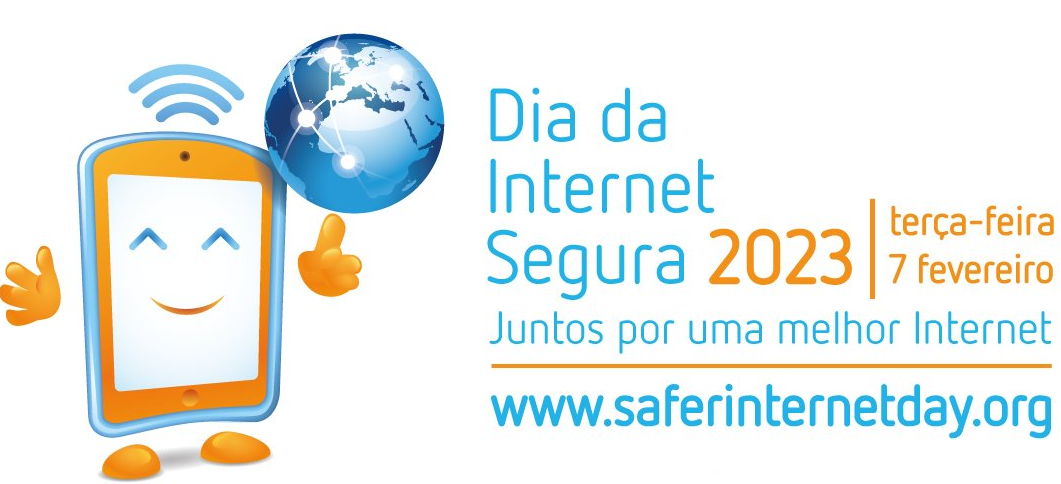 Dia da
Internet
Segura 2023
terça-feira
7 fevereiro
Juntos por uma melhor Internet
www.saferinternetday.org